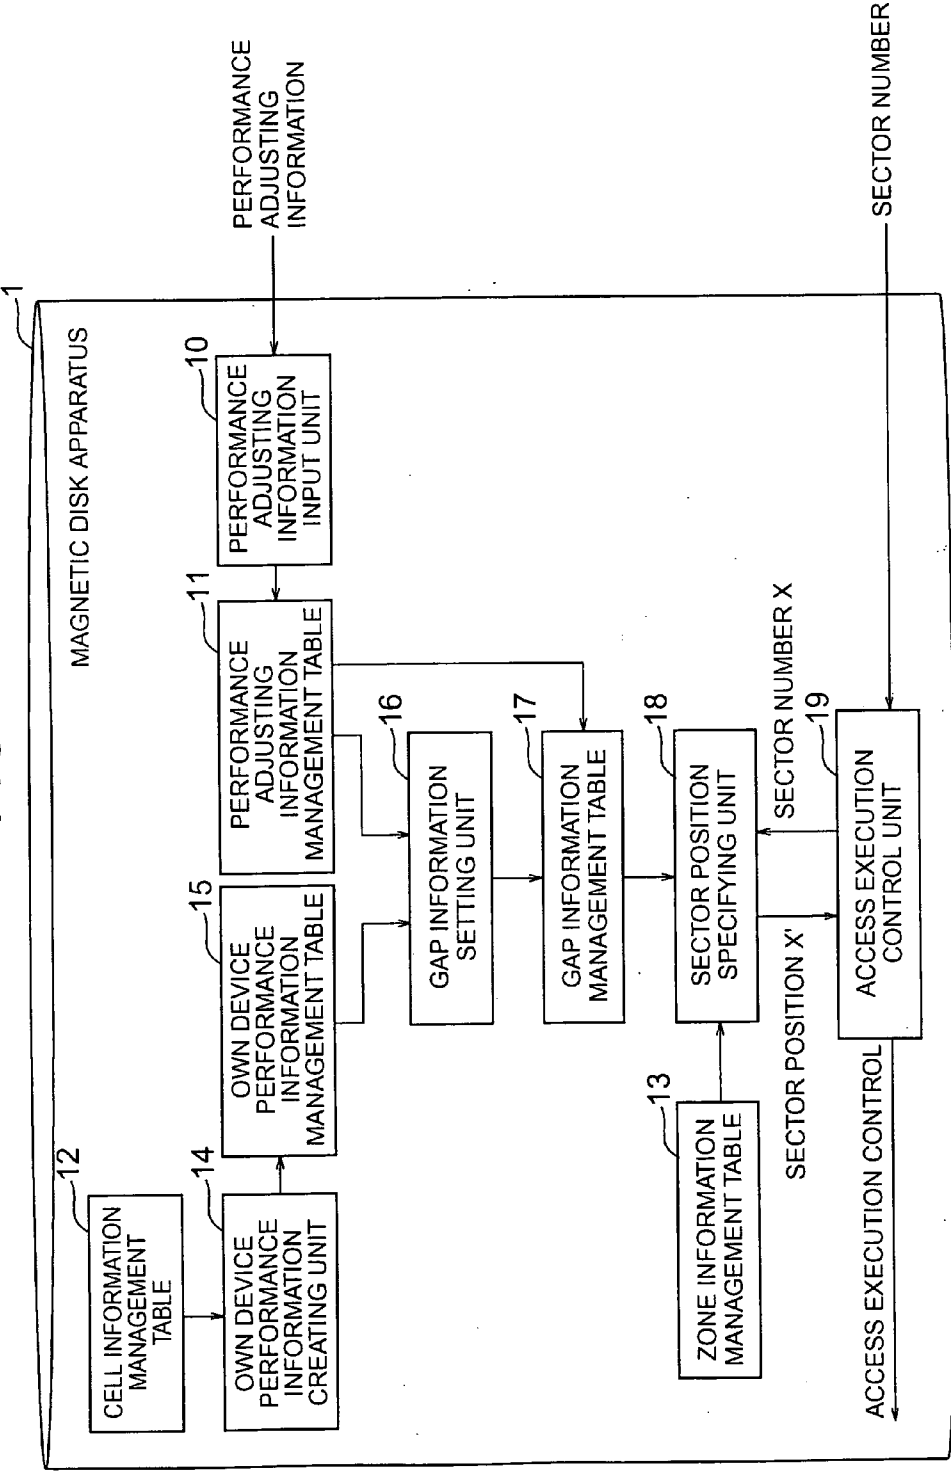 1
MAGNETIC DISK APPARATUS
12
CELL INFORMATION
MANAGEMENT
TABLE
14
OWN DEVICE
PERFORMANCE
INFORMATION
CREATING UNIT
15
OWN DEVICE
PERFORMANCE
INFORMATION
MANAGEMENT TABLE
11
PERFORMANCE
ADJUSTING
INFORMATION
MANAGEMENT TABLE
10
PERFORMANCE
ADJUSTING
INFORMATION
INPUT UNIT
PERFORMANCE
ADJUSTING
INFORMATION
16
GAP INFORMATION
SETTING UNIT
17
GAP INFORMATION
MANAGEMENT TABLE
13
ZONE INFORMATION
MANAGEMENT TABLE
18
SECTOR POSITION
SPECIFYING UNIT
SECTOR POSITION X'
SECTOR NUMBER X
19
ACCESS EXECUTION
CONTROL UNIT
ACCESS EXECUTION CONTROL
SECTOR NUMBER